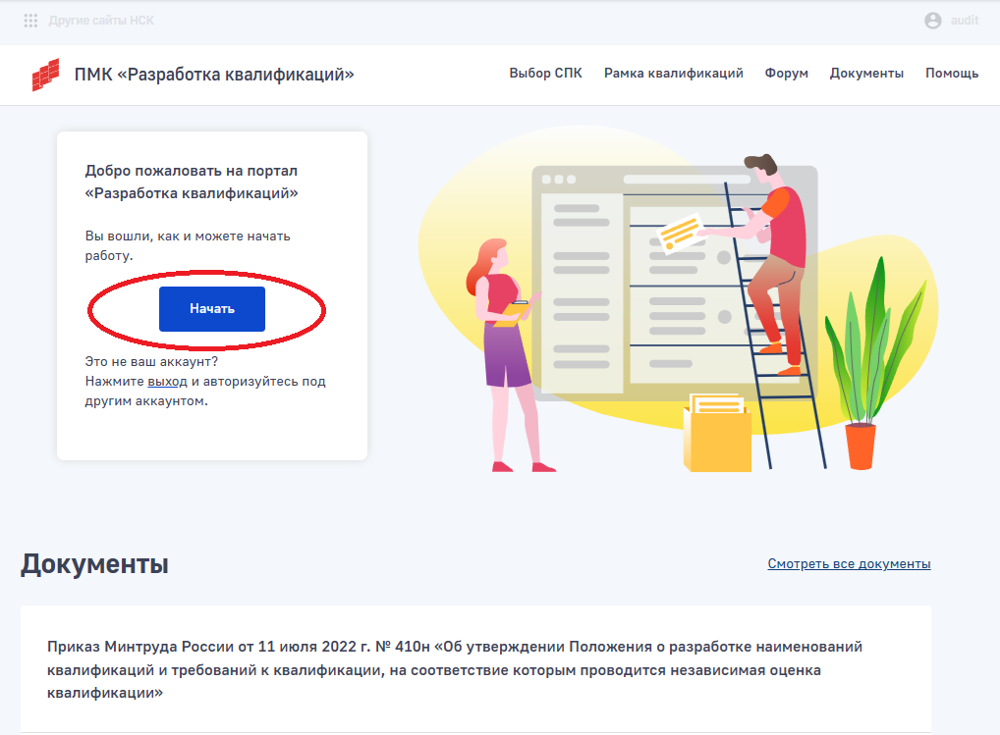 Другие сайты НСК
audit
ПМК «Разработка квалификаций»
Выбор СПК
Рамка квалификаций
Форум
Документы
Помощь
Добро пожаловать на портал
«Разработка квалификаций»
Вы вошли, как и можете начать
работу.
Начать
Это не ваш аккаунт?
Нажмите выход и авторизуйтесь под
другим аккаунтом.
Документы
Смотреть все документы
Приказ Минтруда России от 11 июля 2022 г. № 410н «Об утверждении Положения о разработке наименований
квалификаций и требований к квалификации, на соответствие которым проводится независимая оценка
квалификации»